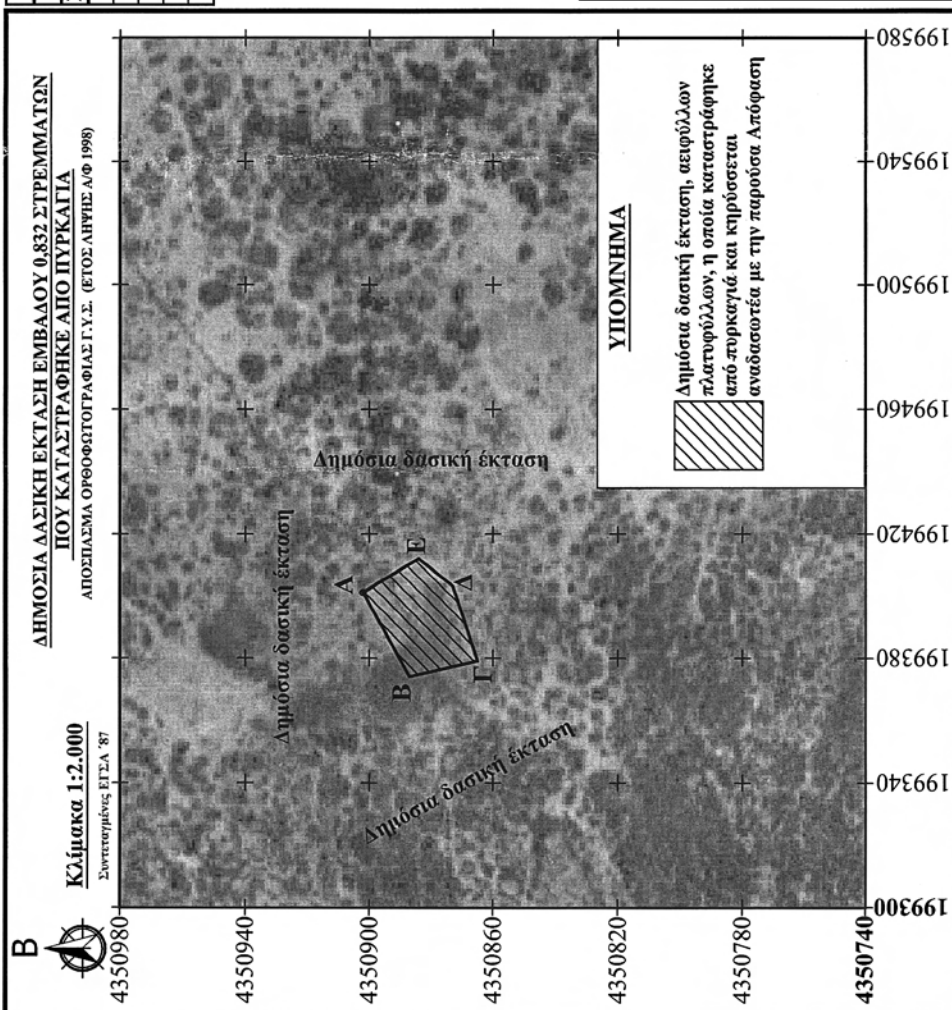 ΔΗΜΟΣΙΑ ΔΑΣΙΚΗ ΕΚΤΑΣΗ ΕΜΒΑΔΟΥ 0,832 ΣΤΡΕΜΜΑΤΩΝ
ΠΟΥ ΚΑΤΑΣΤΡΑΦΗΚΕ ΑΠΟ ΠΥΡΚΑΓΙΑ
ΑΠΟΣΠΑΣΜΑ ΟΡΘΟΦΩΤΟΓΡΑΦΙΑΣ Γ.Υ.Σ. (ΕΤΟΣ ΛΗΨΗΣ Α/Φ 1998)
Β
Κλίμακα 1:2.000
Συντεταγμένες ΕΓΣΑ '87
4350980
4350940
4350900
4350860
4350820
4350780
4350740
Δημόσια δασική έκταση
Δημόσια δασική έκταση
Δημόσια δασική έκταση
Α
Β
Γ
Δ
Ε
ΥΠΟΜΝΗΜΑ
Δημόσια δασική έκταση, αειφύλλων
πλατυφύλλων, η οποία καταστράφηκε
από πυρκαγιά και κηρύσσεται
αναδασωτέα με την παρούσα Απόφαση
199300
199340
199380
199420
199460
199500
199540
199580